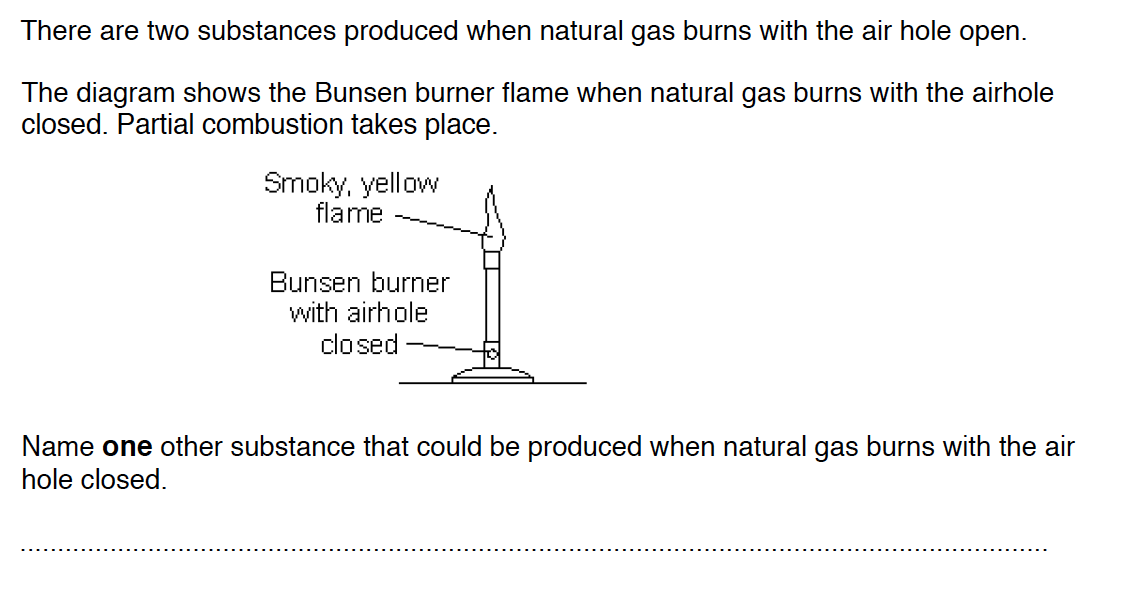 There are two substances produced when natural gas burns with the air hole open.
The diagram shows the Bunsen burner flame when natural gas burns with the airhole
closed. Partial combustion takes place.
Smoky, yellow
flame
Bunsen burner
with airhole
closed
Name one other substance that could be produced when natural gas burns with the air
hole closed.